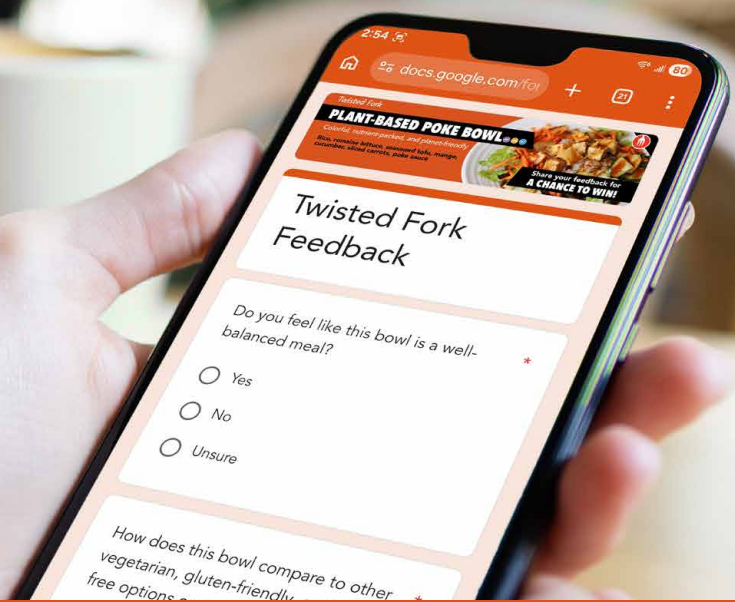 2:54
80
docs.google.com/for
21
Twisted Fork
PLANT-BASED POKE BOWL
Colorful, nutrient-packed, and planet-friendly
Rice, romaine lettuce, seasoned tofu, mango,
cucumber, sliced carrots, poke sauce
Share your feedback for
A CHANCE TO WIN!
Twisted Fork
Feedback
Do you feel like this bowl is a well-
balanced meal?
*
Yes
No
Unsure
How does this bowl compare to other
vegetarian, gluten-friendly,
free options
*